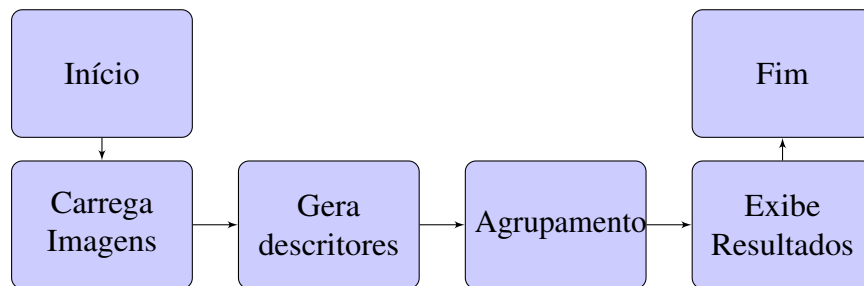 Início
Fim
Carrega
Imagens
Gera
descritores
Agrupamento
Exibe
Resultados